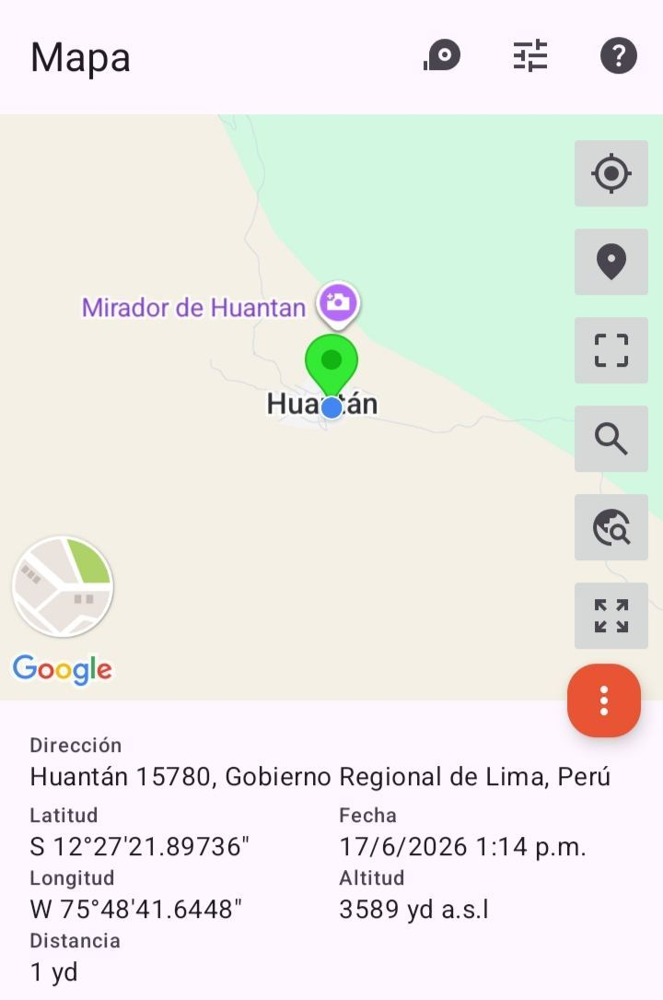 Mapa
Mirador de Huantan
Huantán
Google
Dirección
Huantán 15780, Gobierno Regional de Lima, Perú
Latitud
S 12°27'21.89736"
Fecha
17/6/2026 1:14 p.m.
Longitud
W 75°48'41.6448"
Altitud
3589 yd a.s.l
Distancia
1 yd